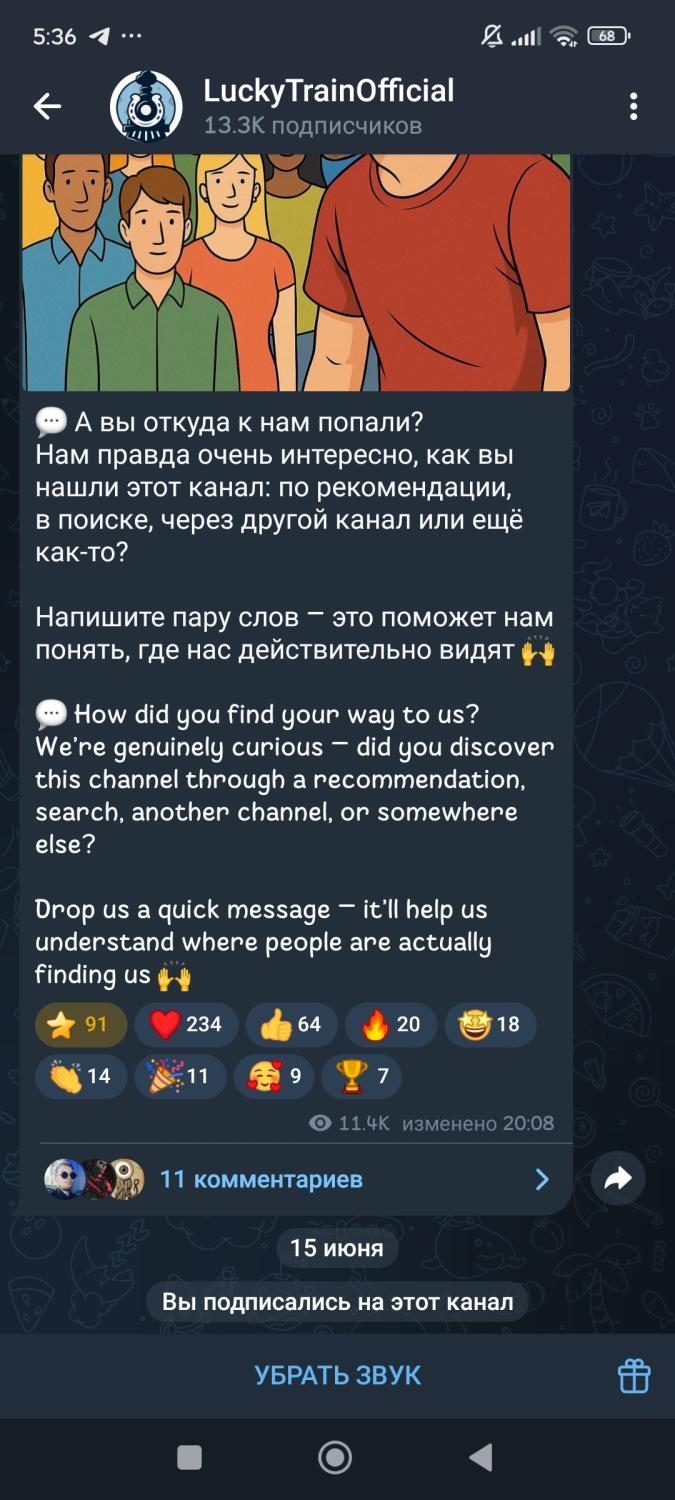 5:36
68
LuckyTrainOfficial
13.3K подписчиков
А вы откуда к нам попали?
Нам правда очень интересно, как вы
нашли этот канал: по рекомендации,
в поиске, через другой канал или ещё
как-то?
Напишите пару слов — это поможет нам
понять, где нас действительно видят 🙌
💬 How did you find your way to us?
We're genuinely curious — did you discover
this channel through a recommendation,
search, another channel, or somewhere
else?
Drop us a quick message — it'll help us
understand where people are actually
finding us 🙌
⭐ 91 ❤️ 234 👍 64 🔥 20 🤩 18
👏 14 🎉 11 🥰 9 🏆 7
11.4K изменено 20:08
11 комментариев
15 июня
Вы подписались на этот канал
УБРАТЬ ЗВУК